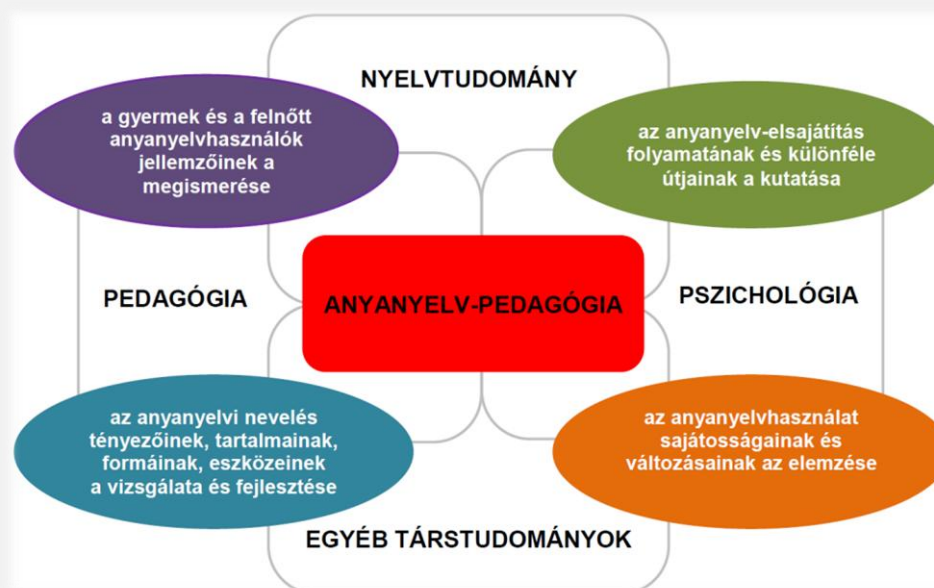 NYELVTUDOMÁNY
a gyermek és a felnőtt
anyanyelvhasználók
jellemzőinek a
megismerése
az anyanyelv-elsajátítás
folyamatának és különféle
útjainak a kutatása
PEDAGÓGIA
ANYANYELV-PEDAGÓGIA
PSZICHOLÓGIA
az anyanyelvi nevelés
tényezőinek, tartalmainak,
formáinak, eszközeinek
a vizsgálata és fejlesztése
az anyanyelvhasználat
sajátosságainak és
változásainak az elemzése
EGYÉB TÁRSTUDOMÁNYOK